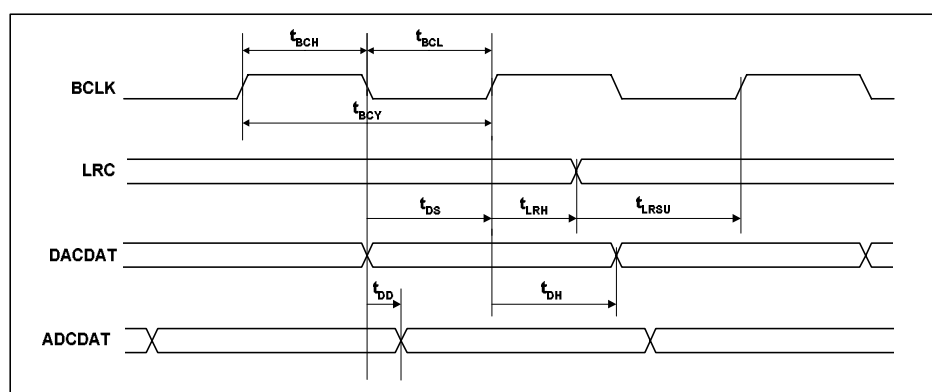 tBCH
tBCL
BCLK
tBCY
LRC
tDS
tLRH
tLRSU
DACDAT
tDD
tDH
ADCDAT